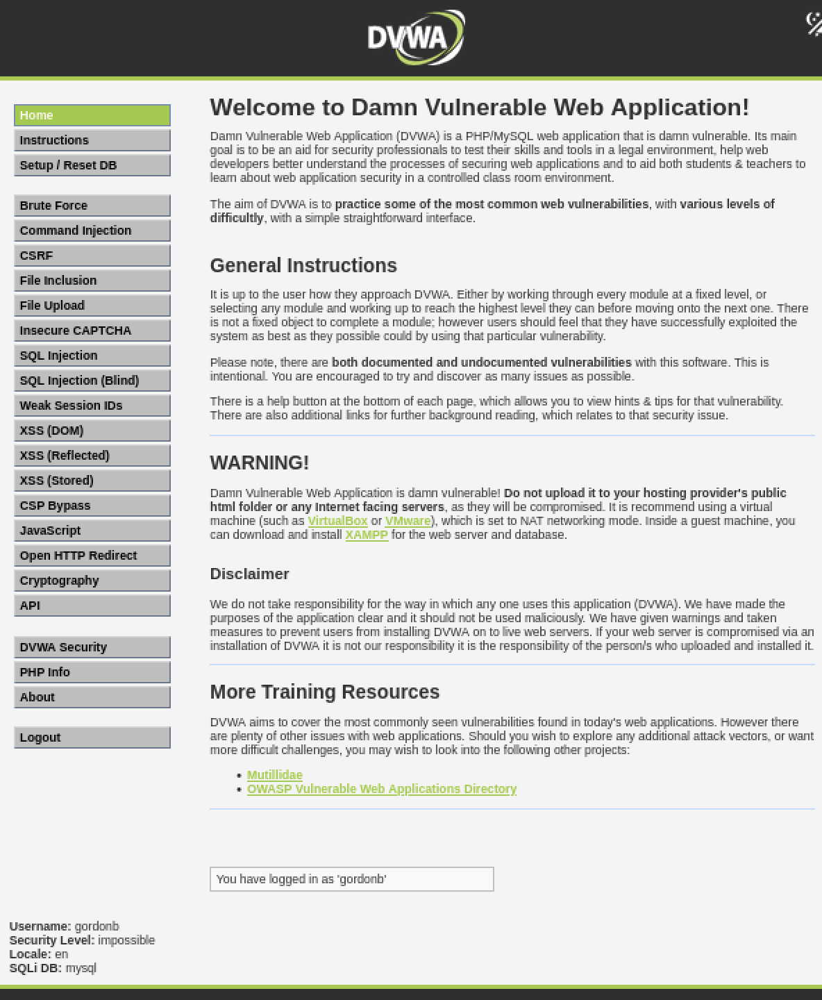 DVWA
Home
Instructions
Setup / Reset DB
Brute Force
Command Injection
CSRF
File Inclusion
File Upload
Insecure CAPTCHA
SQL Injection
SQL Injection (Blind)
Weak Session IDs
XSS (DOM)
XSS (Reflected)
XSS (Stored)
CSP Bypass
JavaScript
Open HTTP Redirect
Cryptography
API
DVWA Security
PHP Info
About
Logout
Welcome to Damn Vulnerable Web Application!
Damn Vulnerable Web Application (DVWA) is a PHP/MySQL web application that is damn vulnerable. Its main
goal is to be an aid for security professionals to test their skills and tools in a legal environment, help web
developers better understand the processes of securing web applications and to aid both students & teachers to
learn about web application security in a controlled class room environment.
The aim of DVWA is to practice some of the most common web vulnerabilities, with various levels of
difficultly, with a simple straightforward interface.
General Instructions
It is up to the user how they approach DVWA. Either by working through every module at a fixed level, or
selecting any module and working up to reach the highest level they can before moving onto the next one. There
is not a fixed object to complete a module; however users should feel that they have successfully exploited the
system as best as they possible could by using that particular vulnerability.
Please note, there are both documented and undocumented vulnerabilities with this software. This is
intentional. You are encouraged to try and discover as many issues as possible.
There is a help button at the bottom of each page, which allows you to view hints & tips for that vulnerability.
There are also additional links for further background reading, which relates to that security issue.
WARNING!
Damn Vulnerable Web Application is damn vulnerable! Do not upload it to your hosting provider's public
html folder or any Internet facing servers, as they will be compromised. It is recommend using a virtual
machine (such as VirtualBox or VMware), which is set to NAT networking mode. Inside a guest machine, you
can download and install XAMPP for the web server and database.
Disclaimer
We do not take responsibility for the way in which any one uses this application (DVWA). We have made the
purposes of the application clear and it should not be used maliciously. We have given warnings and taken
measures to prevent users from installing DVWA on to live web servers. If your web server is compromised via an
installation of DVWA it is not our responsibility it is the responsibility of the person/s who uploaded and installed it.
More Training Resources
DVWA aims to cover the most commonly seen vulnerabilities found in today's web applications. However there
are plenty of other issues with web applications. Should you wish to explore any additional attack vectors, or want
more difficult challenges, you may wish to look into the following other projects:
• Mutillidae
• OWASP Vulnerable Web Applications Directory
You have logged in as 'gordonb'
Username: gordonb
Security Level: impossible
Locale: en
SQLi DB: mysql